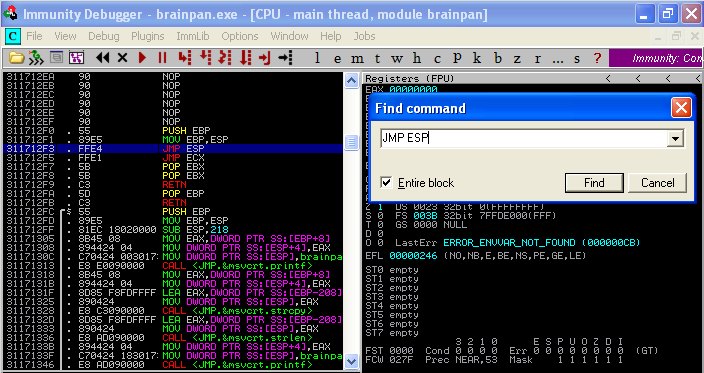 Immunity Debugger - brainpan.exe - [CPU - main thread, module brainpan]
C File View Debug Plugins ImmLib Options Window Help Jobs
l e m t w h c P k b z r ... s ? Immunity: Con
311712EA 90 NOP
311712EB 90 NOP
311712EC 90 NOP
311712ED 90 NOP
311712EE 90 NOP
311712EF 90 NOP
311712F0 . 55 PUSH EBP
311712F1 . 89E5 MOV EBP,ESP
311712F3 . FFE4 JMP ESP
311712F5 . FFE1 JMP ECX
311712F7 . 5B POP EBX
311712F8 . 5B POP EBX
311712F9 . C3 RETN
311712FA . 5D POP EBP
311712FB . C3 RETN
311712FC $ 55 PUSH EBP
311712FD . 89E5 MOV EBP,ESP
311712FF . 81EC 18020000 SUB ESP,218
31171305 . 8B45 08 MOV EAX,DWORD PTR SS:[EBP+8]
31171308 . 894424 04 MOV DWORD PTR SS:[ESP+4],EAX
3117130C . C70424 003017 MOV DWORD PTR SS:[ESP],brainpa
31171313 . E8 E0090000 CALL <JMP.&msvcrt.printf>
31171318 . 8B45 08 MOV EAX,DWORD PTR SS:[EBP+8]
3117131B . 894424 04 MOV DWORD PTR SS:[ESP+4],EAX
3117131F . 8D85 F8FDFFFF LEA EAX,DWORD PTR SS:[EBP-208]
31171325 . 890424 MOV DWORD PTR SS:[ESP],EAX
31171328 . E8 C3090000 CALL <JMP.&msvcrt.strcpy>
3117132D . 8D85 F8FDFFFF LEA EAX,DWORD PTR SS:[EBP-208]
31171333 . 890424 MOV DWORD PTR SS:[ESP],EAX
31171336 . E8 AD090000 CALL <JMP.&msvcrt.strlen>
3117133B . 894424 04 MOV DWORD PTR SS:[ESP+4],EAX
3117133F . C70424 183017 MOV DWORD PTR SS:[ESP],brainpa
31171346 . E8 AD090000 CALL <JMP.&msvcrt.printf>
Registers (FPU) < < < <
EAX 00000000
Find command
JMP ESP
Entire block Find Cancel
Z 1 DS 0023 32bit 0(FFFFFFFF)
S 0 FS 003B 32bit 7FFDE000(FFF)
T 0 GS 0000 NULL
D 0
O 0 LastErr ERROR_ENVVAR_NOT_FOUND (000000CB)
EFL 00000246 (NO,NB,E,BE,NS,PE,GE,LE)
ST0 empty
ST1 empty
ST2 empty
ST3 empty
ST4 empty
ST5 empty
ST6 empty
ST7 empty
3 2 1 0 E S P U O Z D I
FST 0000 Cond 0 0 0 0 Err 0 0 0 0 0 0 0 0 (GT)
FCW 027F Prec NEAR,53 Mask 1 1 1 1 1 1